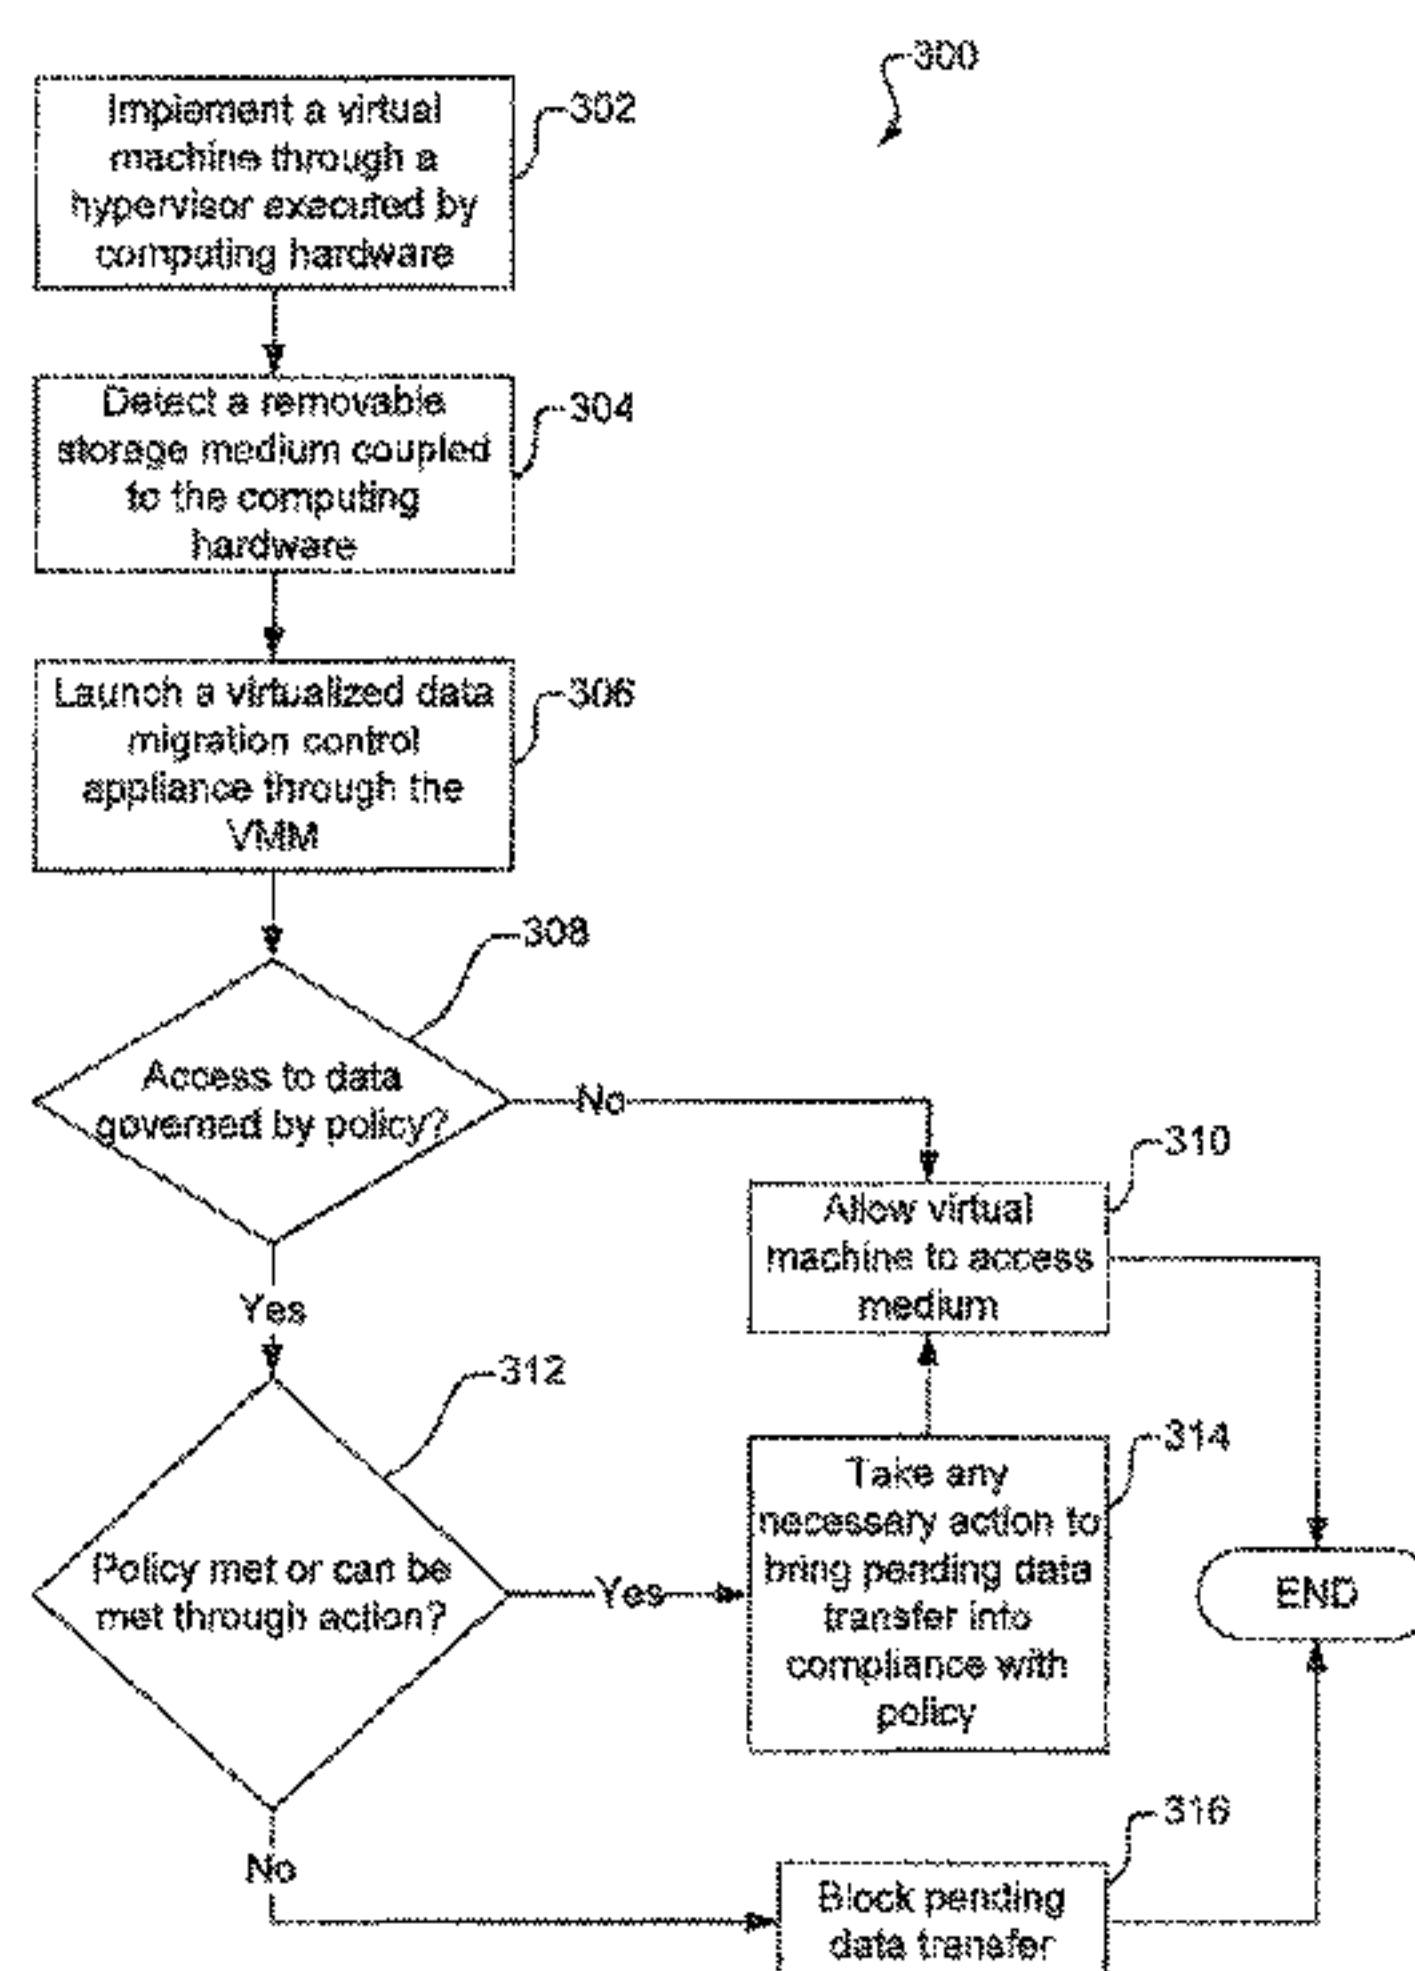 300
Implement a virtual
machine through a
hypervisor executed by
computing hardware
302
Detect a removable
storage medium coupled
to the computing
hardware
304
Launch a virtualized data
migration control
appliance through the
VMM
306
308
Access to data
governed by policy?
No
310
Allow virtual
machine to access
medium
Yes
312
Policy met or can be
met through action?
Yes
314
Take any
necessary action to
bring pending data
transfer into
compliance with
policy
END
No
316
Block pending
data transfer